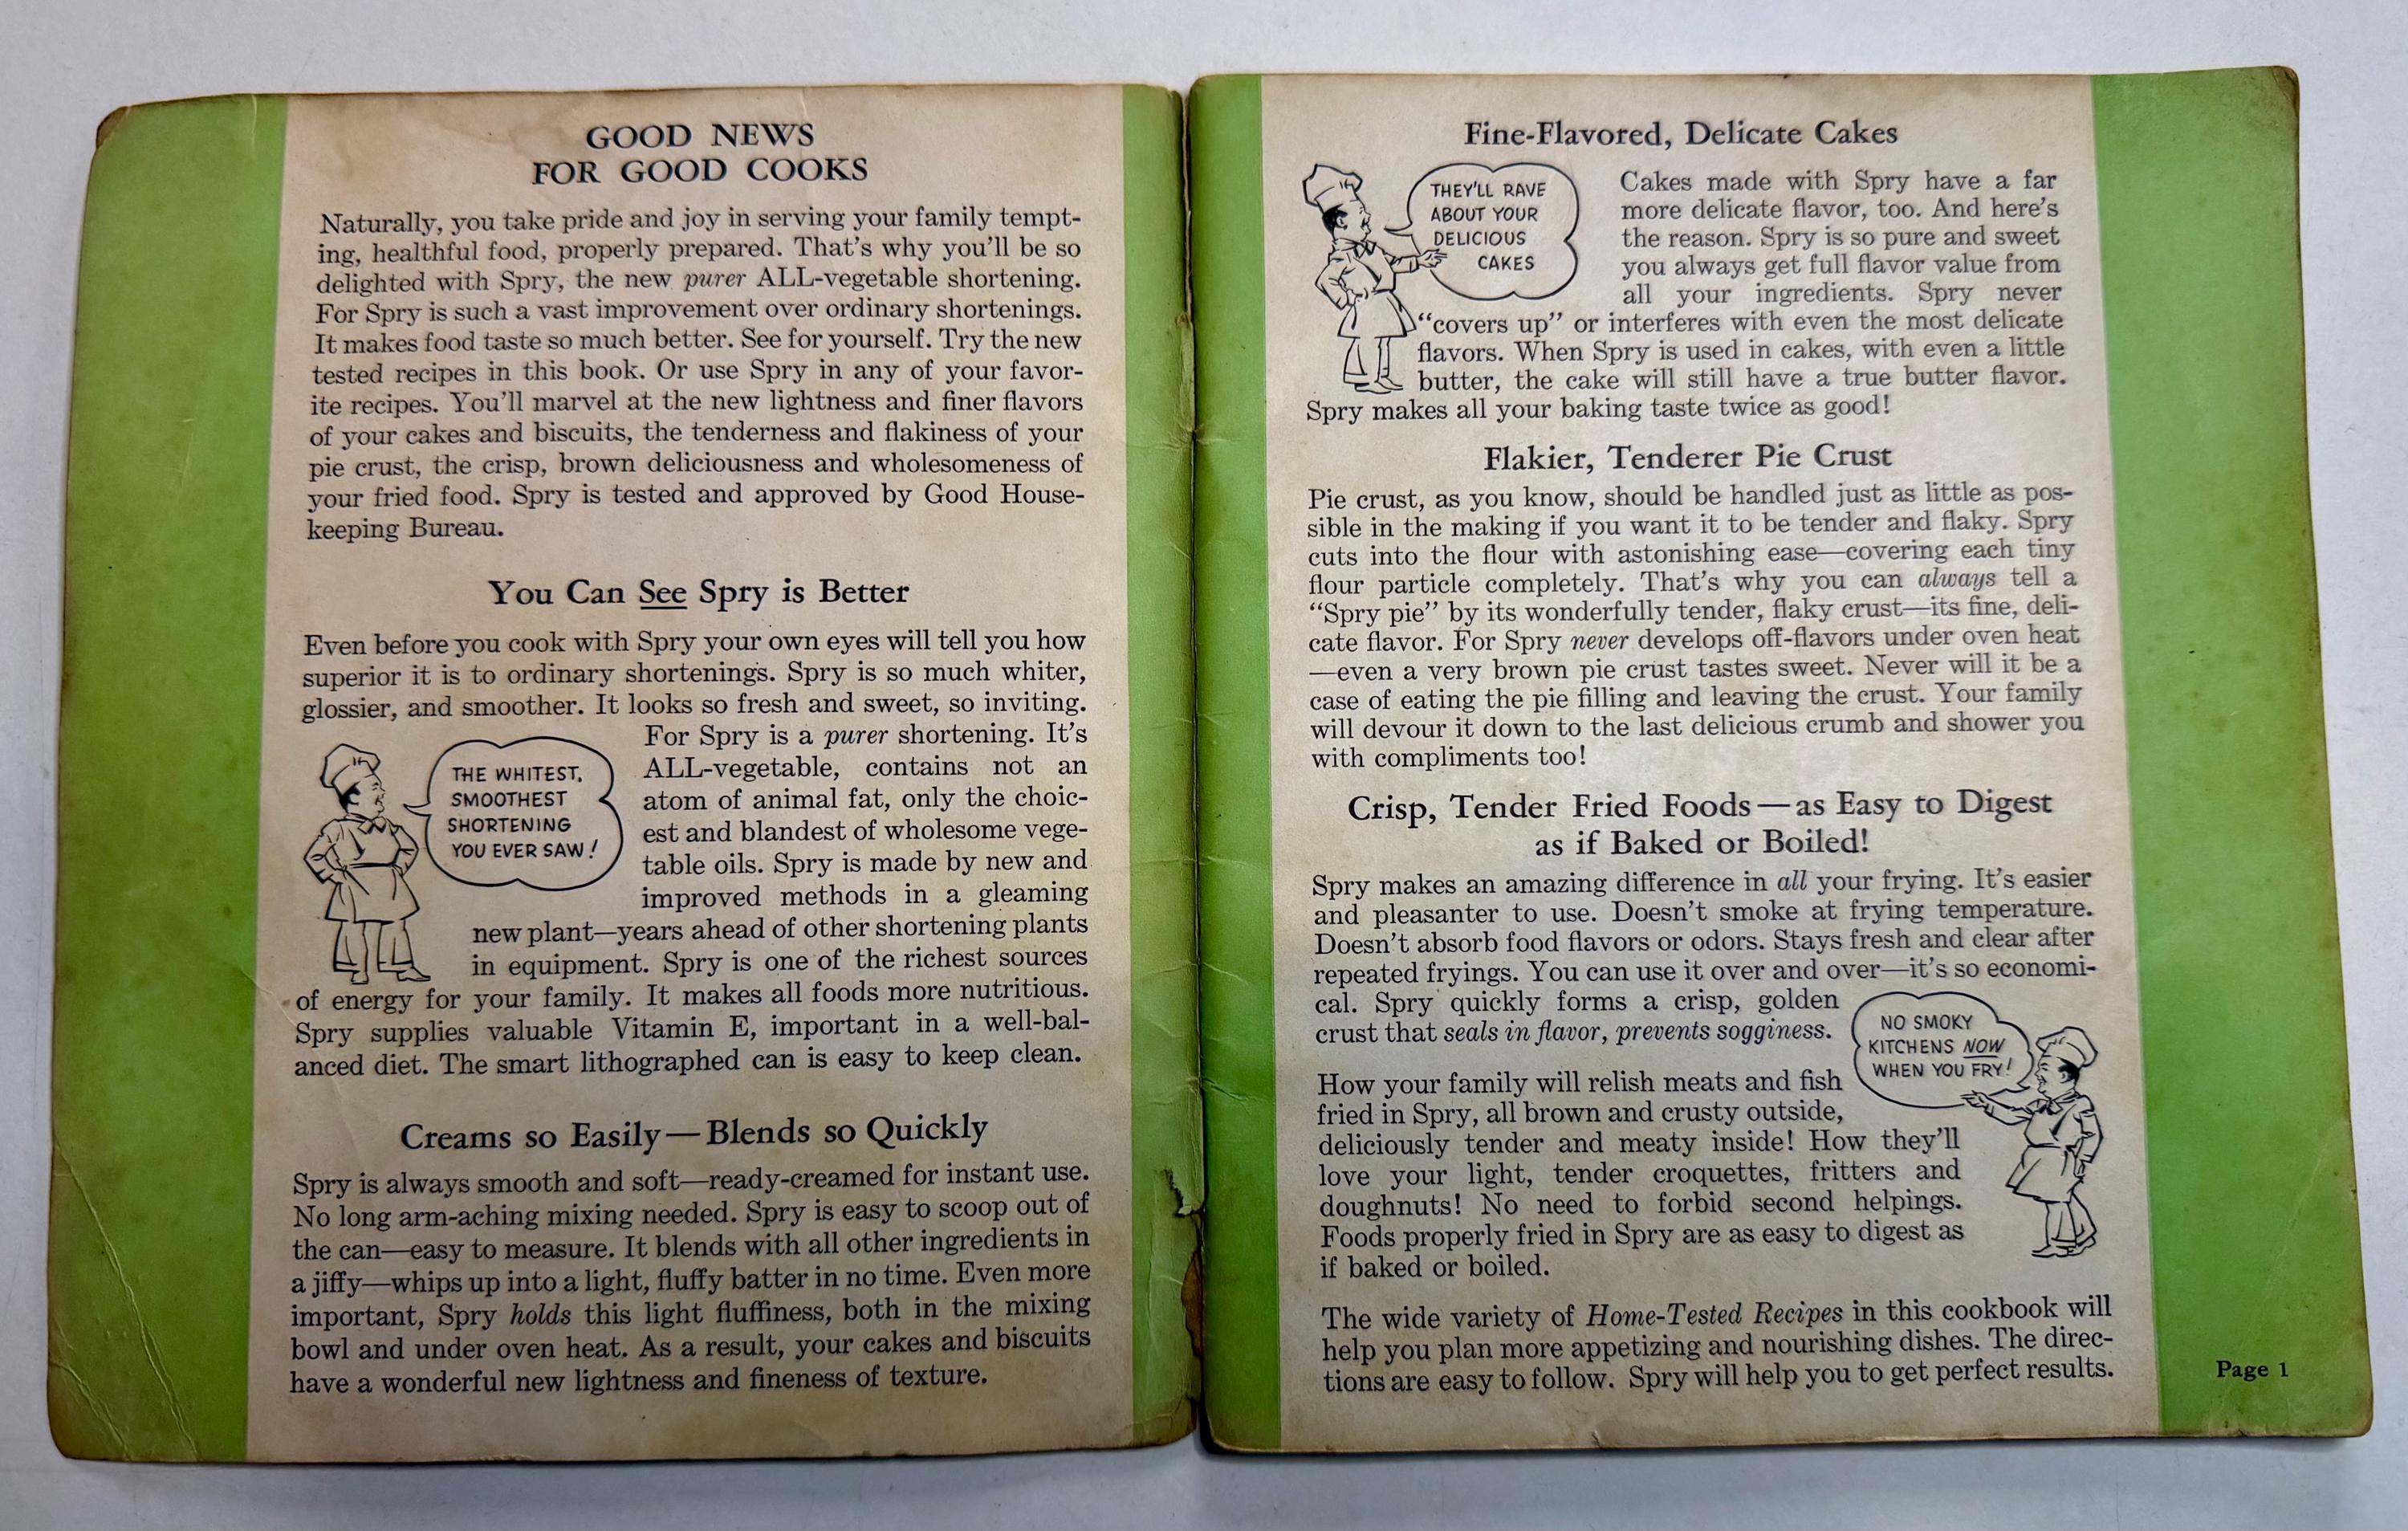 GOOD NEWS
FOR GOOD COOKS
Naturally, you take pride and joy in serving your family tempt-
ing, healthful food, properly prepared. That's why you'll be so
delighted with Spry, the new purer ALL-vegetable shortening.
For Spry is such a vast improvement over ordinary shortenings.
It makes food taste so much better. See for yourself. Try the new
tested recipes in this book. Or use Spry in any of your favor-
ite recipes. You'll marvel at the new lightness and finer flavors
of your cakes and biscuits, the tenderness and flakiness of your
pie crust, the crisp, brown deliciousness and wholesomeness of
your fried food. Spry is tested and approved by Good House-
keeping Bureau.
You Can See Spry is Better
Even before you cook with Spry your own eyes will tell you how
superior it is to ordinary shortenings. Spry is so much whiter,
glossier, and smoother. It looks so fresh and sweet, so inviting.
For Spry is a purer shortening. It's
ALL-vegetable, contains not an
atom of animal fat, only the choic-
est and blandest of wholesome vege-
table oils. Spry is made by new and
improved methods in a gleaming
new plant—years ahead of other shortening plants
in equipment. Spry is one of the richest sources
of energy for your family. It makes all foods more nutritious.
Spry supplies valuable Vitamin E, important in a well-bal-
anced diet. The smart lithographed can is easy to keep clean.
THE WHITEST,
SMOOTHEST
SHORTENING
YOU EVER SAW!
Creams so Easily—Blends so Quickly
Spry is always smooth and soft—ready-creamed for instant use.
No long arm-aching mixing needed. Spry is easy to scoop out of
the can—easy to measure. It blends with all other ingredients in
a jiffy—whips up into a light, fluffy batter in no time. Even more
important, Spry holds this light fluffiness, both in the mixing
bowl and under oven heat. As a result, your cakes and biscuits
have a wonderful new lightness and fineness of texture.
Fine-Flavored, Delicate Cakes
THEY'LL RAVE
ABOUT YOUR
DELICIOUS
CAKES
Cakes made with Spry have a far
more delicate flavor, too. And here's
the reason. Spry is so pure and sweet
you always get full flavor value from
all your ingredients. Spry never
“covers up” or interferes with even the most delicate
flavors. When Spry is used in cakes, with even a little
butter, the cake will still have a true butter flavor.
Spry makes all your baking taste twice as good!
Flakier, Tenderer Pie Crust
Pie crust, as you know, should be handled just as little as pos-
sible in the making if you want it to be tender and flaky. Spry
cuts into the flour with astonishing ease—covering each tiny
flour particle completely. That's why you can always tell a
“Spry pie” by its wonderfully tender, flaky crust—its fine, deli-
cate flavor. For Spry never develops off-flavors under oven heat
—even a very brown pie crust tastes sweet. Never will it be a
case of eating the pie filling and leaving the crust. Your family
will devour it down to the last delicious crumb and shower you
with compliments too!
Crisp, Tender Fried Foods—as Easy to Digest
as if Baked or Boiled!
Spry makes an amazing difference in all your frying. It's easier
and pleasanter to use. Doesn't smoke at frying temperature.
Doesn't absorb food flavors or odors. Stays fresh and clear after
repeated fryings. You can use it over and over—it's so economi-
cal. Spry quickly forms a crisp, golden
crust that seals in flavor, prevents sogginess.
NO SMOKY
KITCHENS NOW
WHEN YOU FRY!
How your family will relish meats and fish
fried in Spry, all brown and crusty outside,
deliciously tender and meaty inside! How they'll
love your light, tender croquettes, fritters and
doughnuts! No need to forbid second helpings.
Foods properly fried in Spry are as easy to digest as
if baked or boiled.
The wide variety of Home-Tested Recipes in this cookbook will
help you plan more appetizing and nourishing dishes. The direc-
tions are easy to follow. Spry will help you to get perfect results.
Page 1